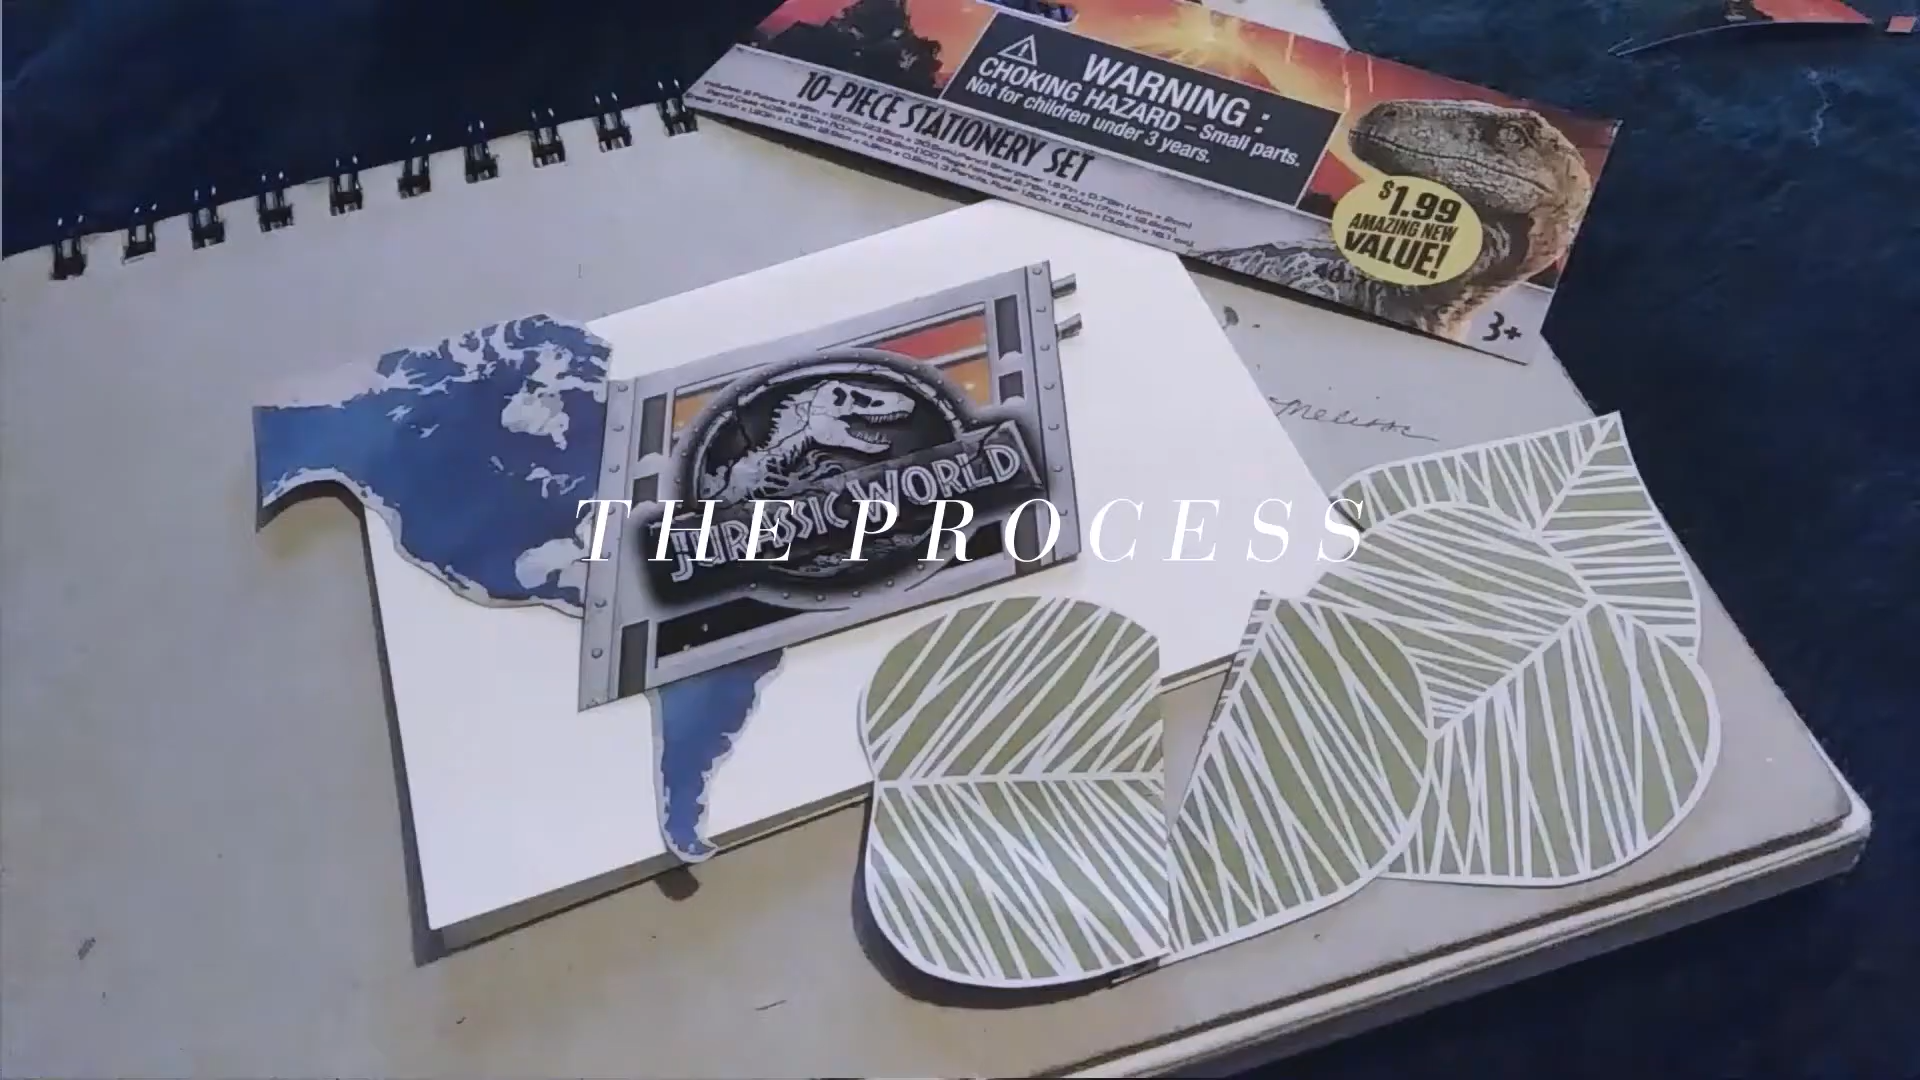 WARNING :
CHOKING HAZARD – Small parts.
Not for children under 3 years.
10-PIECE STATIONERY SET
$1.99
AMAZING NEW
VALUE!
3+
Melissa
JURASSIC WORLD
THE PROCESS